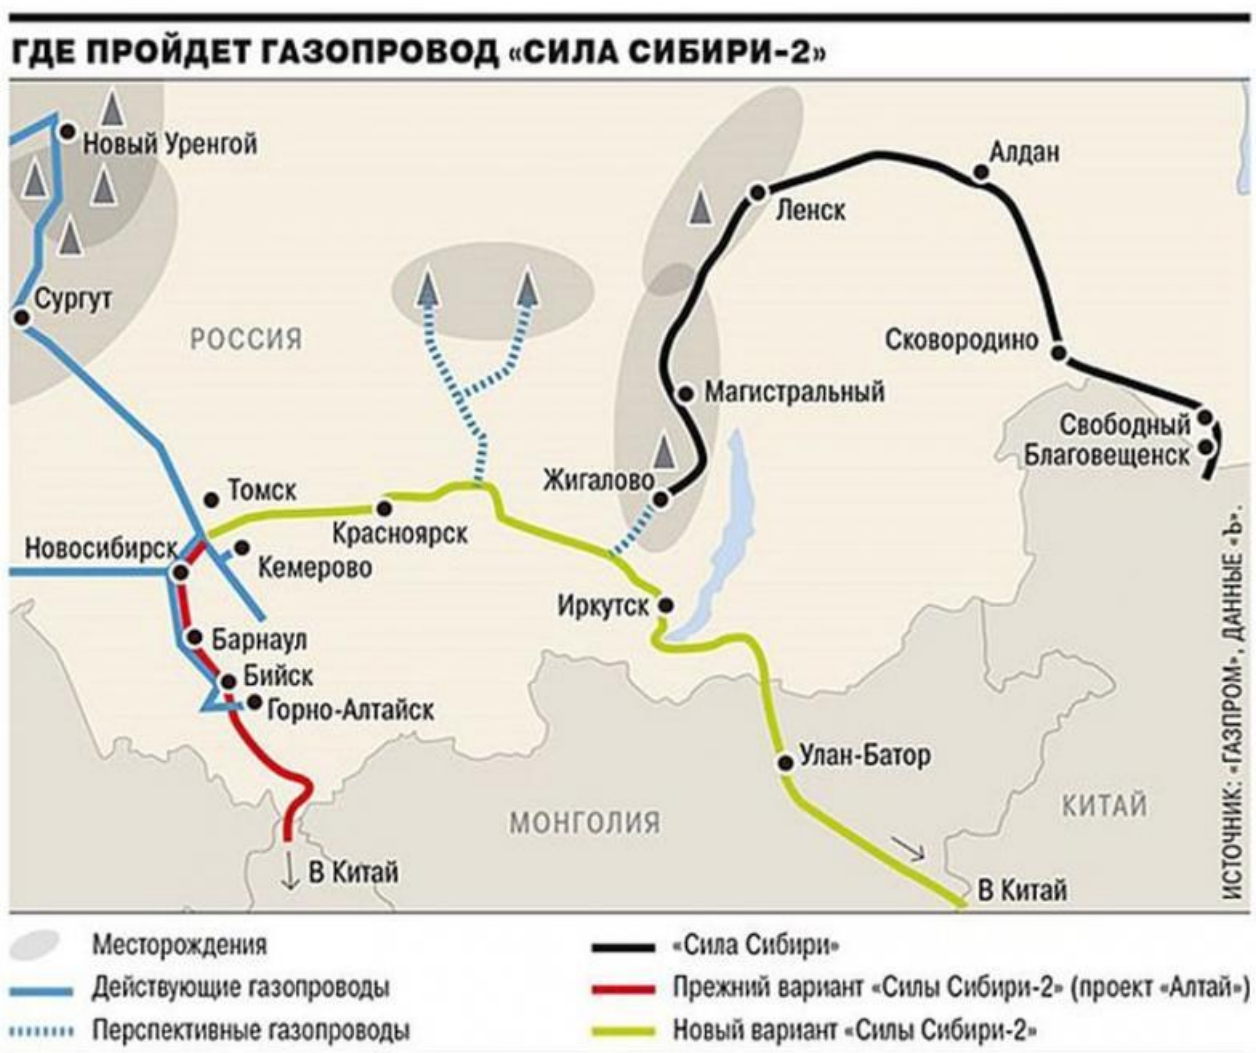 ГДЕ ПРОЙДЕТ ГАЗОПРОВОД «СИЛА СИБИРИ-2»
Новый Уренгой
Алдан
Ленск
Сургут
РОССИЯ
Сковородино
Магистральный
Свободный
Благовещенск
Жигалово
Томск
Красноярск
Новосибирск
Кемерово
Иркутск
Барнаул
Бийск
Горно-Алтайск
Улан-Батор
МОНГОЛИЯ
КИТАЙ
В Китай
В Китай
ИСТОЧНИК: «ГАЗПРОМ», ДАННЫЕ «Ъ».
Месторождения
Действующие газопроводы
Перспективные газопроводы
«Сила Сибири»
Прежний вариант «Силы Сибири-2» (проект «Алтай»)
Новый вариант «Силы Сибири-2»